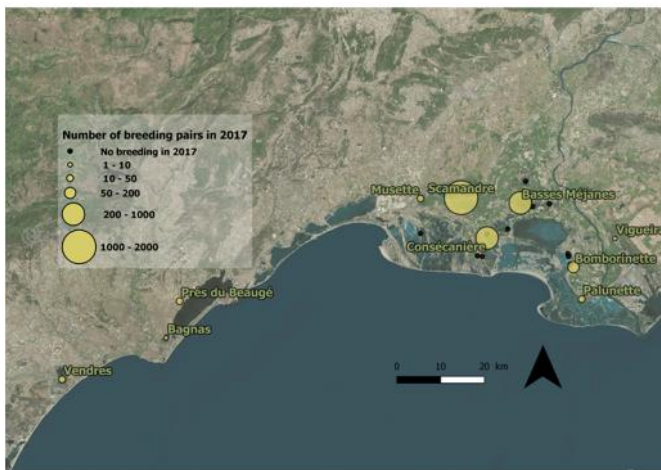 Number of breeding pairs in 2017
No breeding in 2017
1 - 10
10 - 50
50 - 200
200 - 1000
1000 - 2000
Musette
Scamandre
Basses Méjanes
Consécanière
Vigueira
Bomborinette
Palunette
Près du Beaugé
Bagnas
Vendres
0 10 20 km